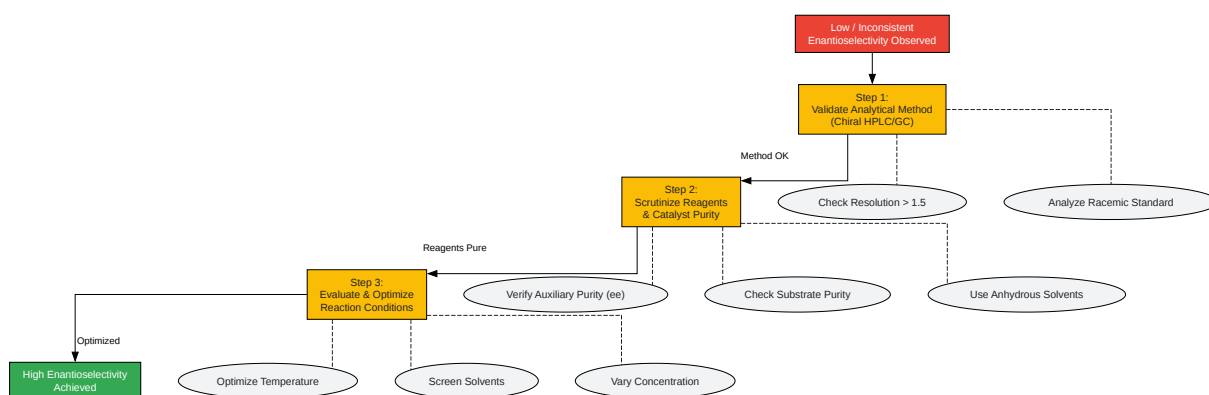 Low / Inconsistent
Enantioselectivity Observed
Step 1:
Validate Analytical Method
(Chiral HPLC/GC)
Method OK
Step 2:
Scrutinize Reagents
& Catalyst Purity
Check Resolution > 1.5
Analyze Racemic Standard
Reagents Pure
Step 3:
Evaluate & Optimize
Reaction Conditions
Verify Auxiliary Purity (ee)
Check Substrate Purity
Use Anhydrous Solvents
Optimized
High Enantioselectivity
Achieved
Optimize Temperature
Screen Solvents
Vary Concentration